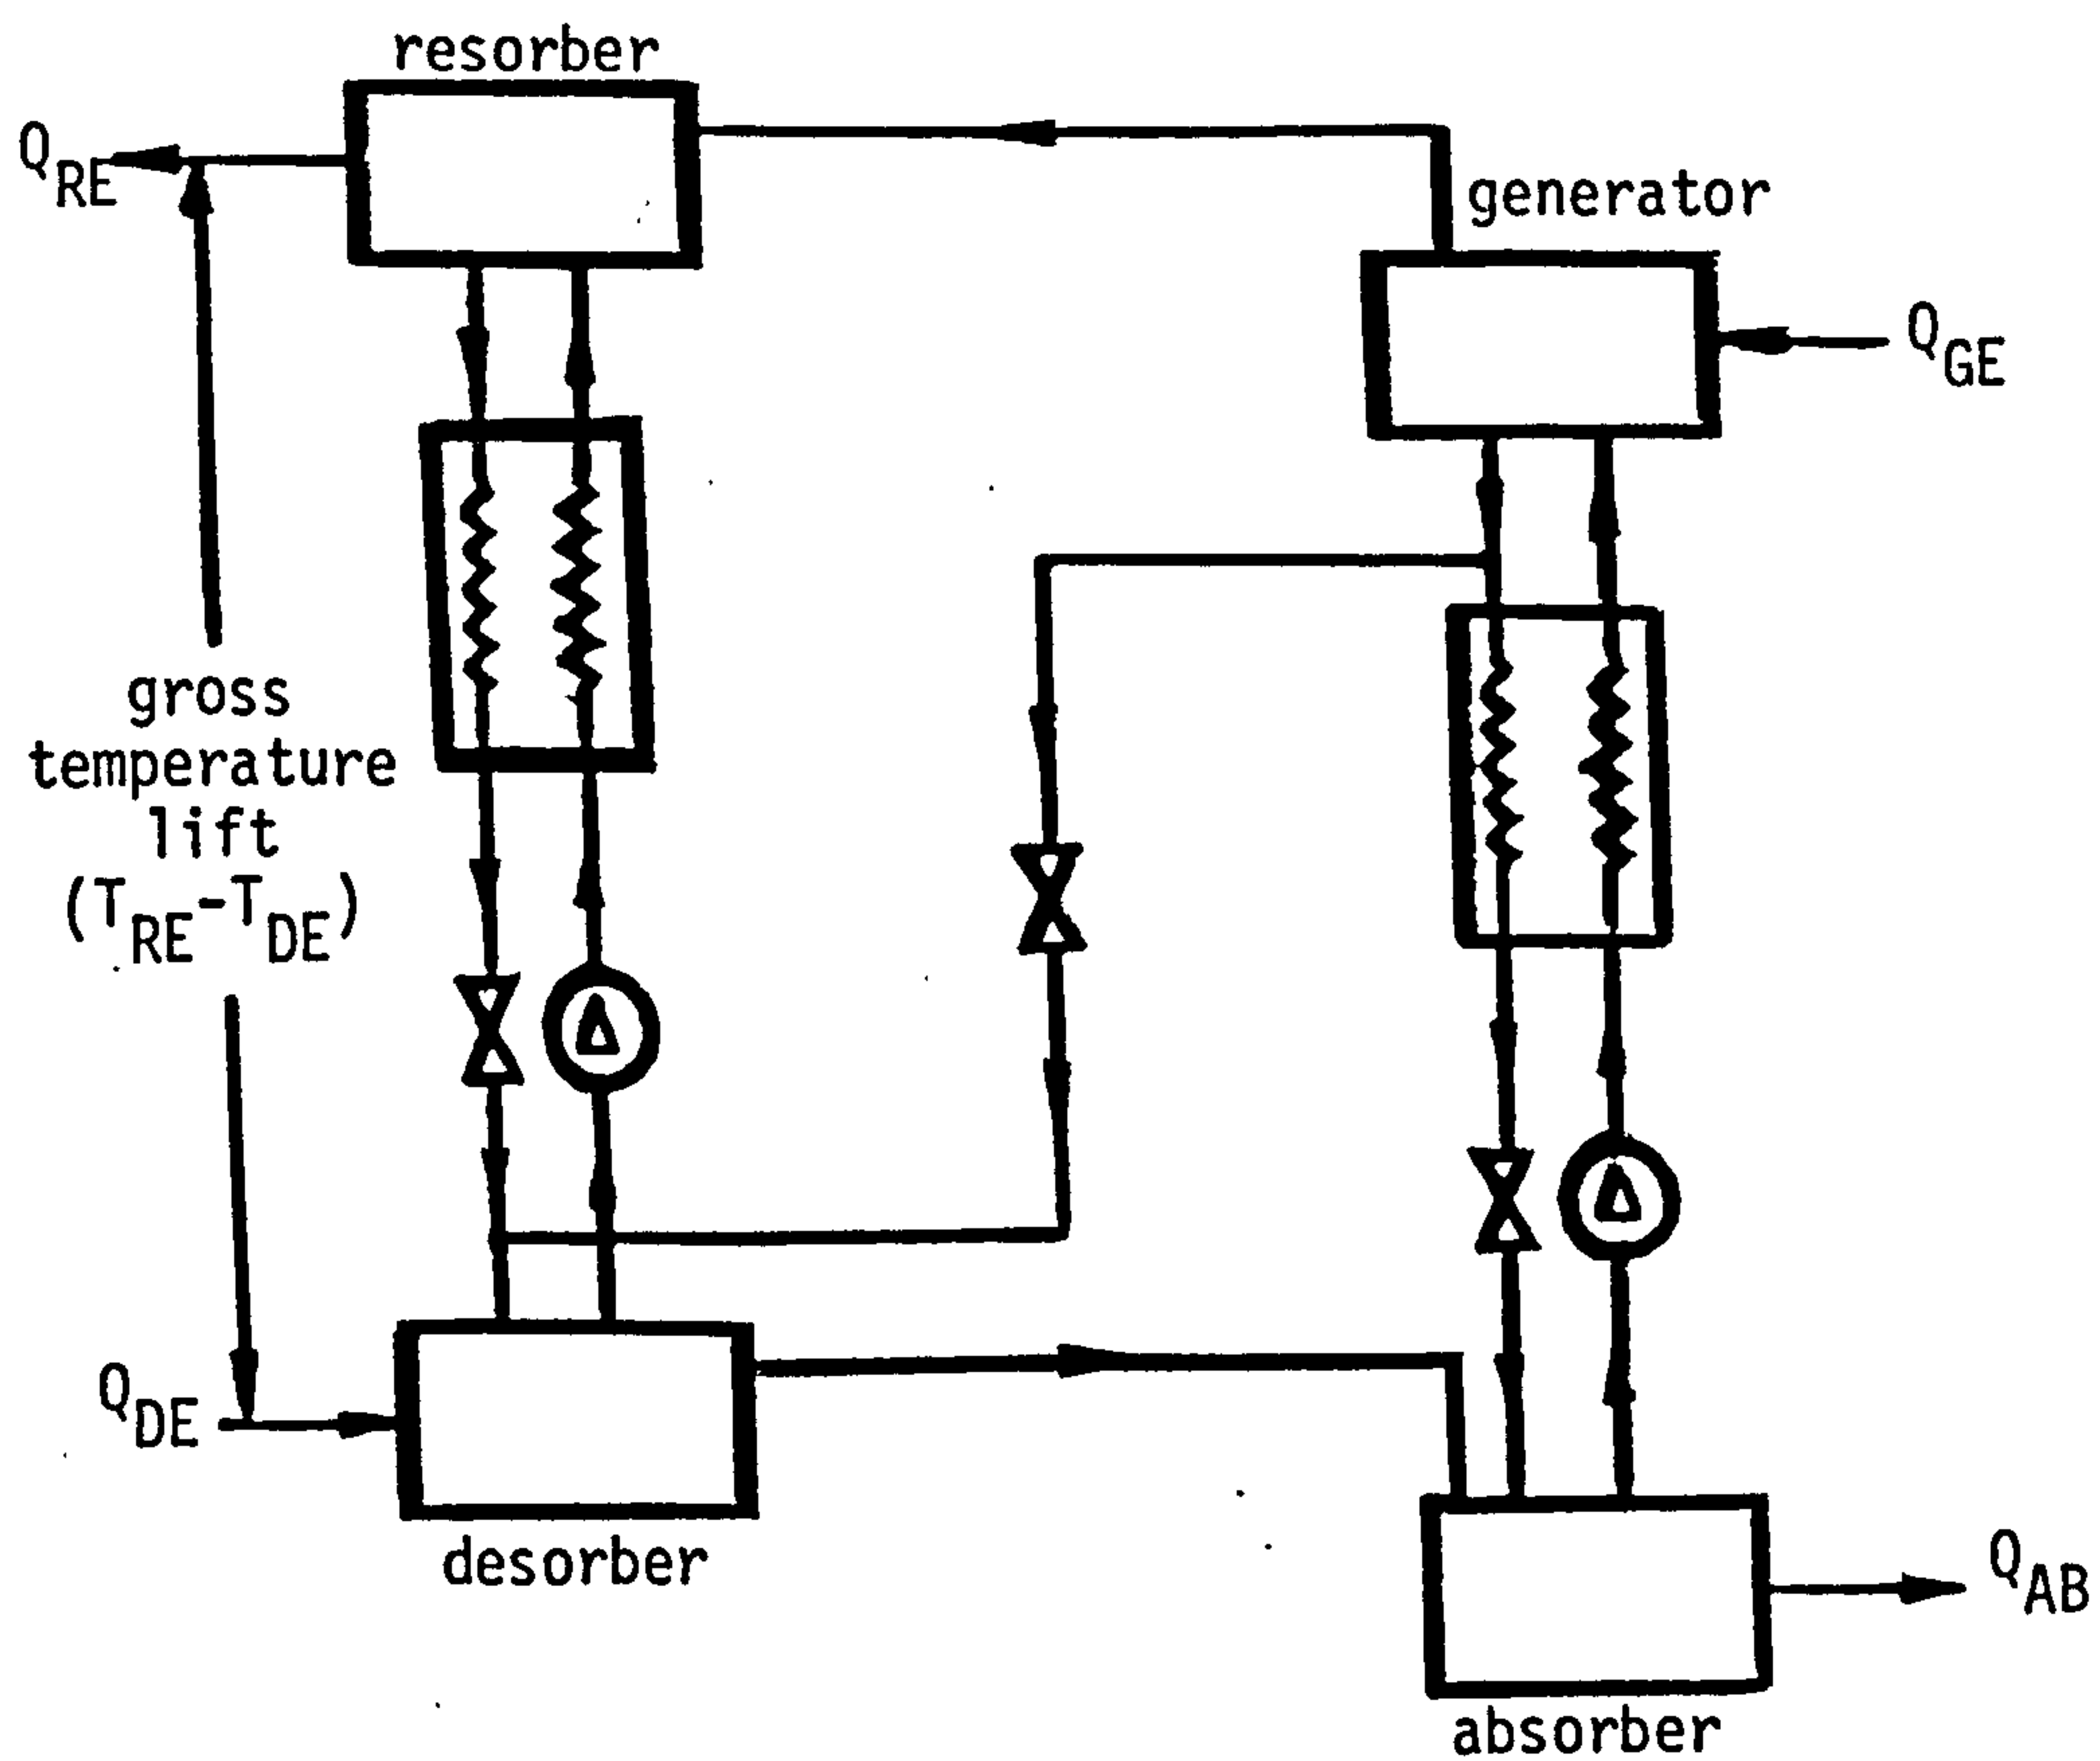 resorber
Q_RE
generator
Q_GE
gross
temperature
lift
(T_RE-T_DE)
Q_DE
desorber
Q_AB
absorber